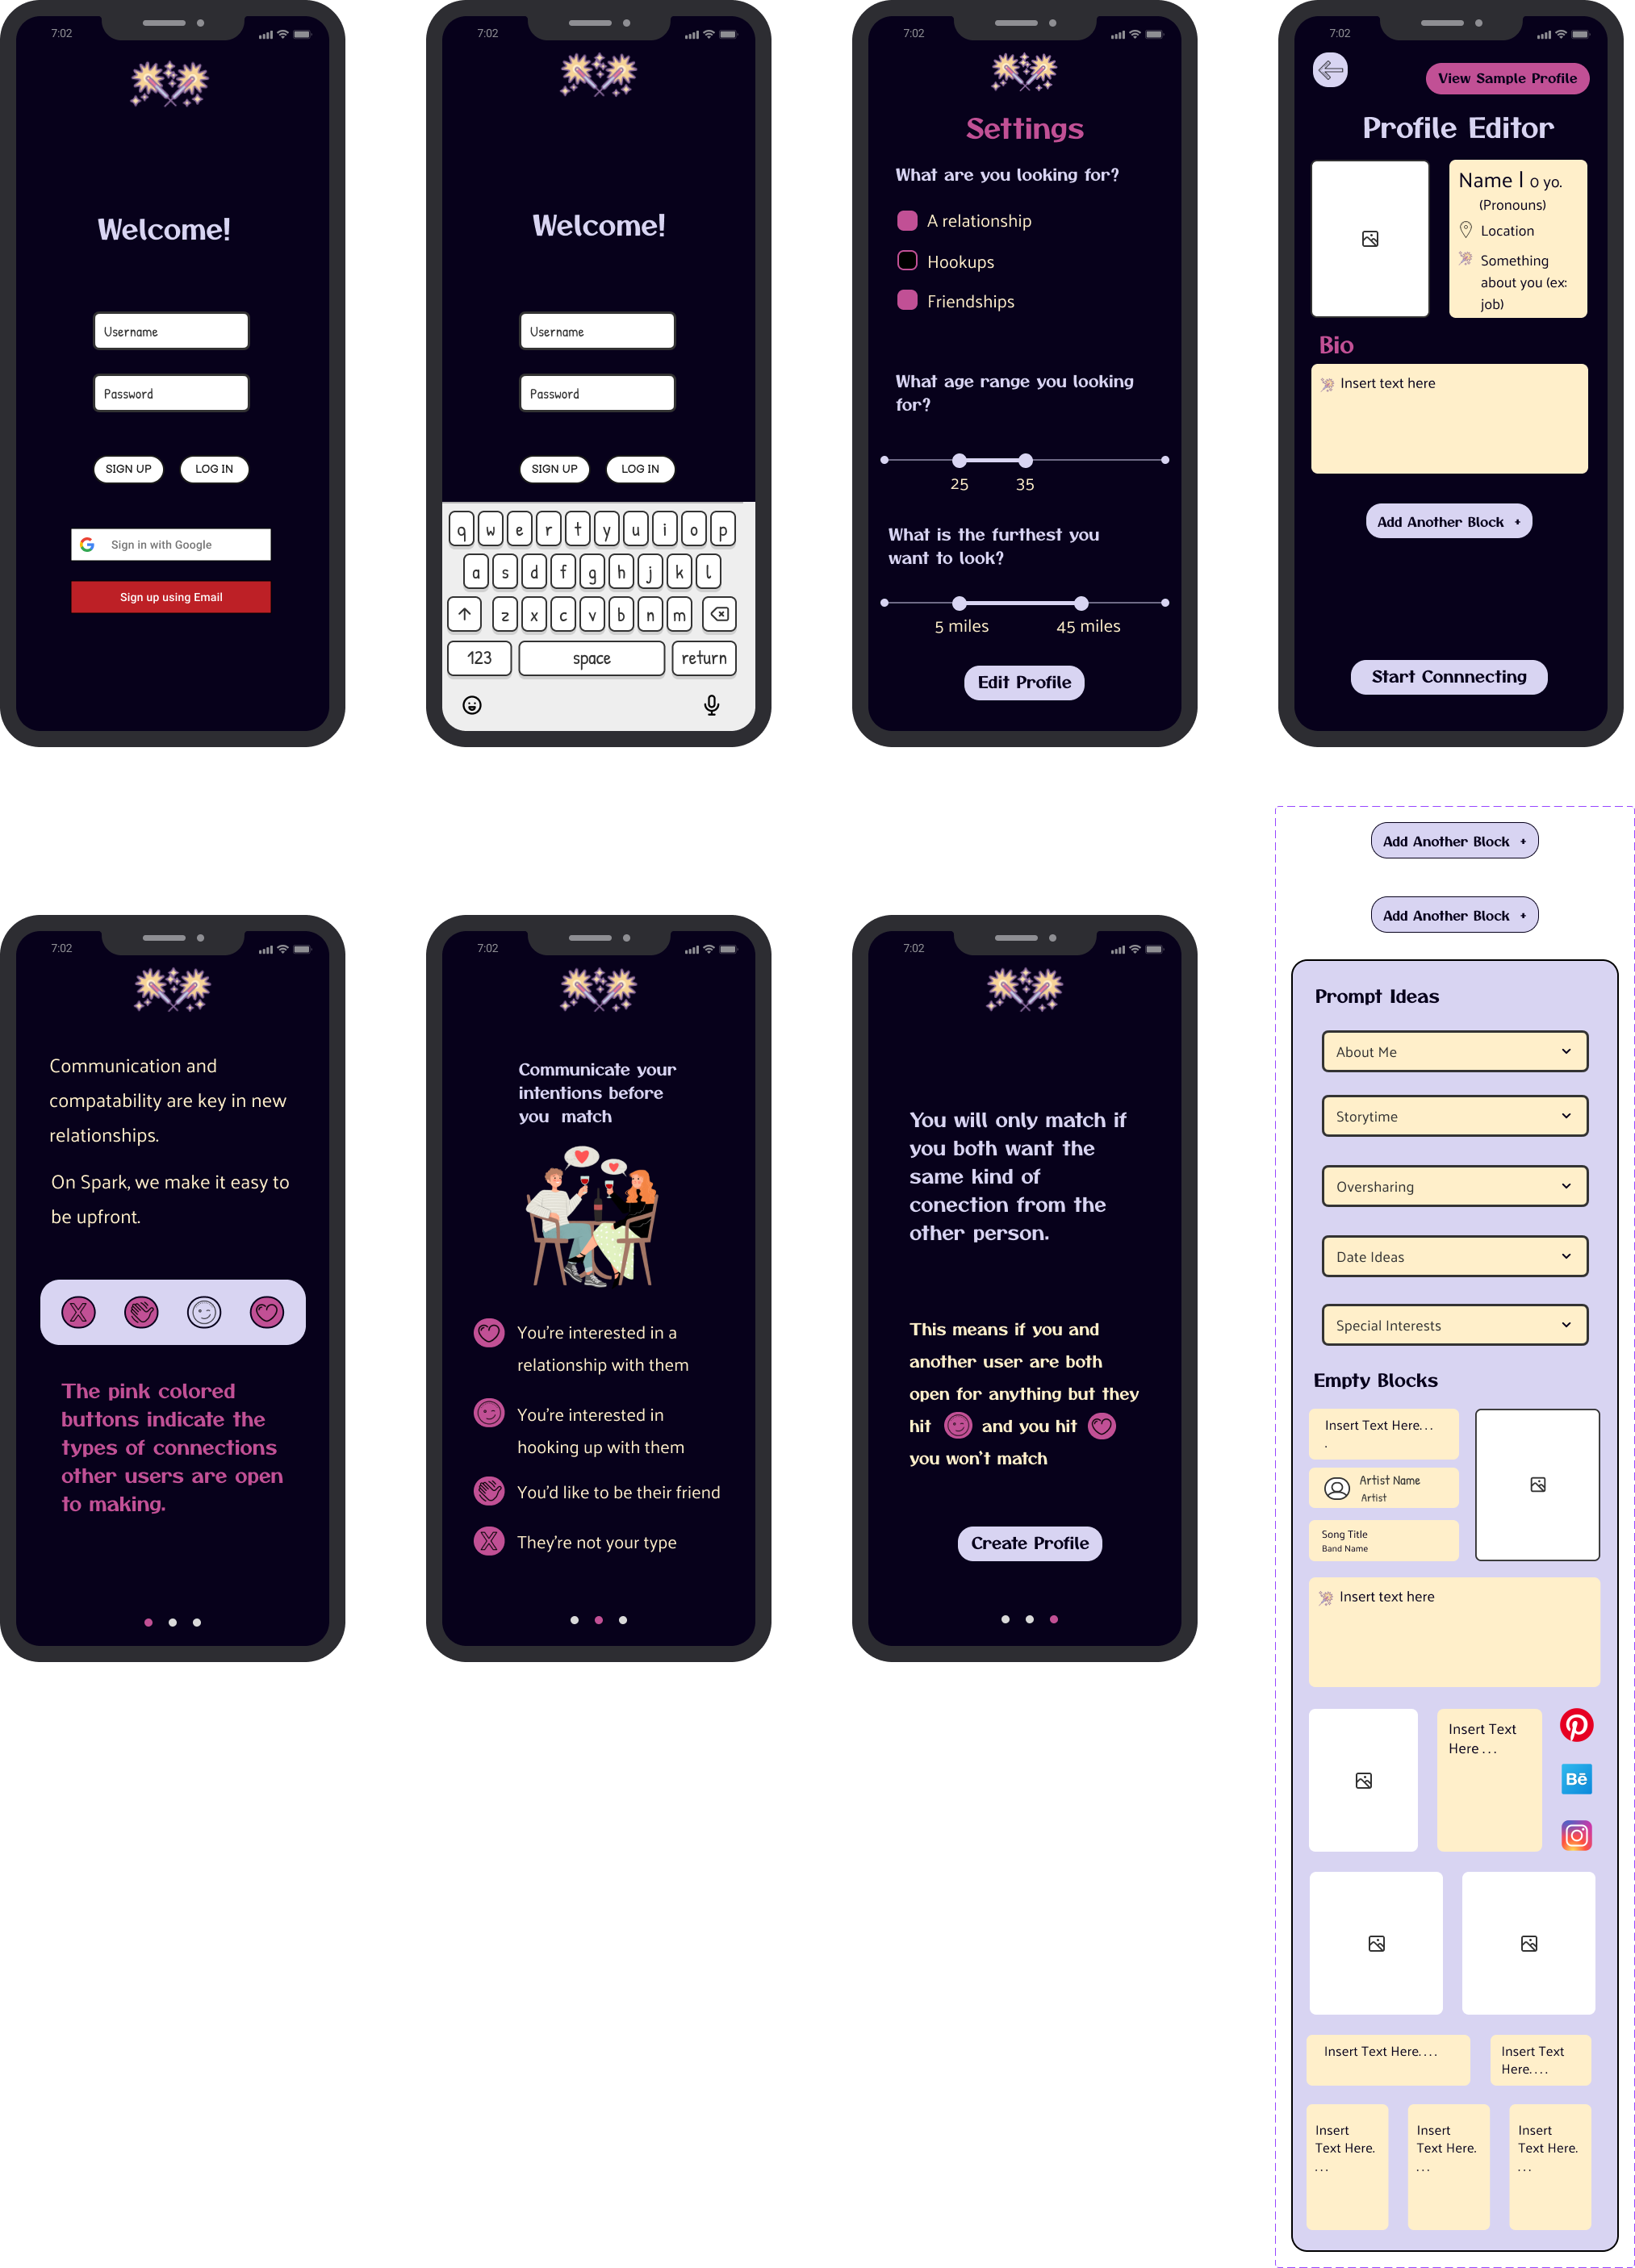 7:02
Welcome!
Username
Password
SIGN UP
LOG IN
Sign in with Google
Sign up using Email
7:02
Welcome!
Username
Password
SIGN UP
LOG IN
q w e r t y u i o p
a s d f g h j k l
z x c v b n m
123 space return
7:02
Settings
What are you looking for?
A relationship
Hookups
Friendships
What age range you looking
for?
25 35
What is the furthest you
want to look?
5 miles 45 miles
Edit Profile
7:02
View Sample Profile
Profile Editor
Name | 0 yo.
(Pronouns)
Location
Something
about you (ex:
job)
Bio
Insert text here
Add Another Block +
Start Connnecting
7:02
Communication and
compatability are key in new
relationships.
On Spark, we make it easy to
be upfront.
X
The pink colored
buttons indicate the
types of connections
other users are open
to making.
7:02
Communicate your
intentions before
you match
You're interested in a
relationship with them
You're interested in
hooking up with them
You'd like to be their friend
X They're not your type
7:02
You will only match if
you both want the
same kind of
conection from the
other person.
This means if you and
another user are both
open for anything but they
hit and you hit
you won't match
Create Profile
Add Another Block +
Add Another Block +
Prompt Ideas
About Me
Storytime
Oversharing
Date Ideas
Special Interests
Empty Blocks
Insert Text Here. . .
.
Artist Name
Artist
Song Title
Band Name
Insert text here
Insert Text
Here . . .
Bē
Insert Text Here. . . .
Insert Text
Here. . . .
Insert
Text Here.
. . .
Insert
Text Here.
. . .
Insert
Text Here.
. . .